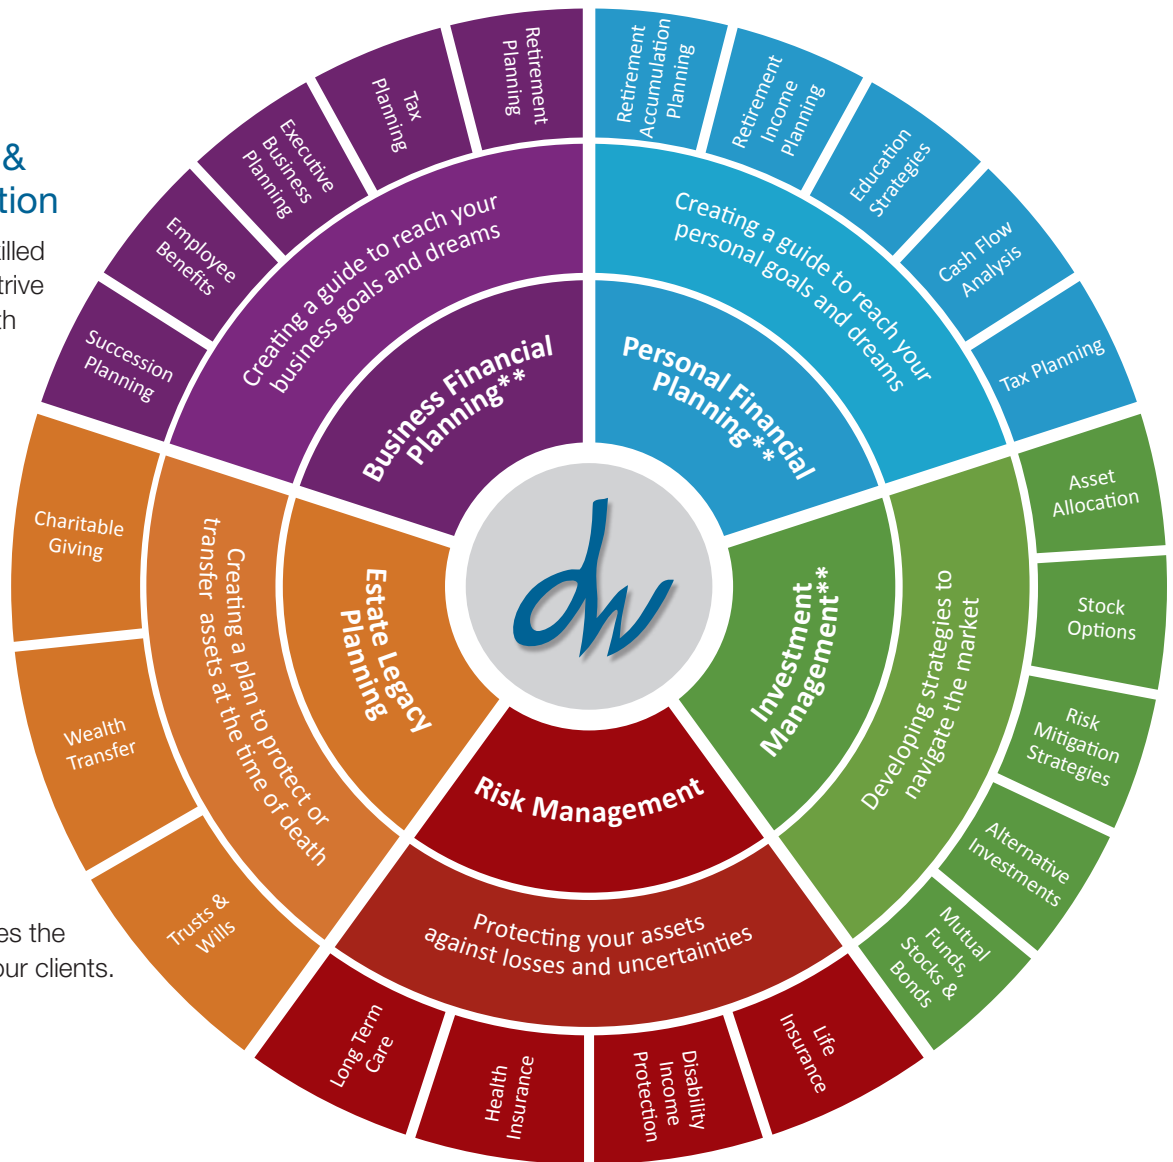 &
tion
illed
trive
th
es the
our clients.
Retirement
Accumulation
Planning
Retirement
Income
Planning
Education
Strategies
Cash Flow
Analysis
Tax Planning
Creating a guide to reach your
personal goals and dreams
Personal Financial
Planning**
Asset
Allocation
Stock
Options
Risk
Mitigation
Strategies
Alternative
Investments
Mutual
Funds,
Stocks &
Bonds
Developing strategies to
navigate the market
Investment
Management**
Life
Insurance
Disability
Income
Protection
Health
Insurance
Long Term
Care
Protecting your assets
against losses and uncertainties
Risk Management
Trusts &
Wills
Wealth
Transfer
Charitable
Giving
Creating a plan to protect or
transfer assets at the time of death
Estate Legacy
Planning
Succession
Planning
Employee
Benefits
Executive
Business
Planning
Tax
Planning
Retirement
Planning
Creating a guide to reach your
business goals and dreams
Business Financial
Planning**
dw